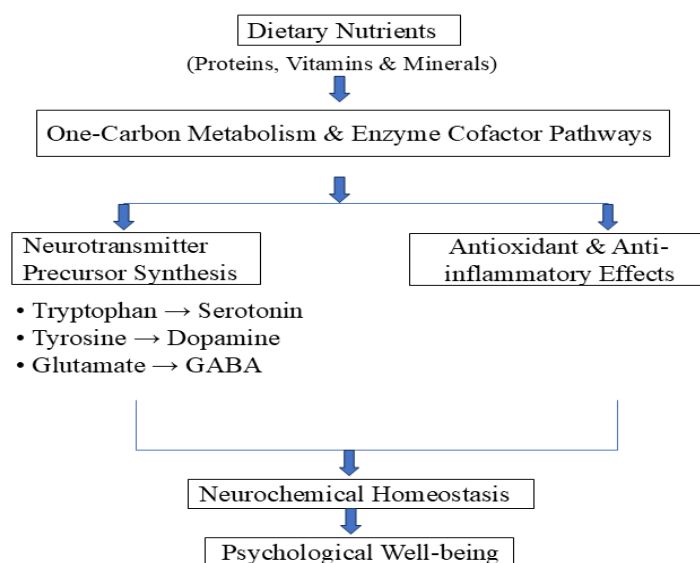 Dietary Nutrients
(Proteins, Vitamins & Minerals)
One-Carbon Metabolism & Enzyme Cofactor Pathways
Neurotransmitter
Precursor Synthesis
• Tryptophan → Serotonin
• Tyrosine → Dopamine
• Glutamate → GABA
Antioxidant & Anti-
inflammatory Effects
Neurochemical Homeostasis
Psychological Well-being